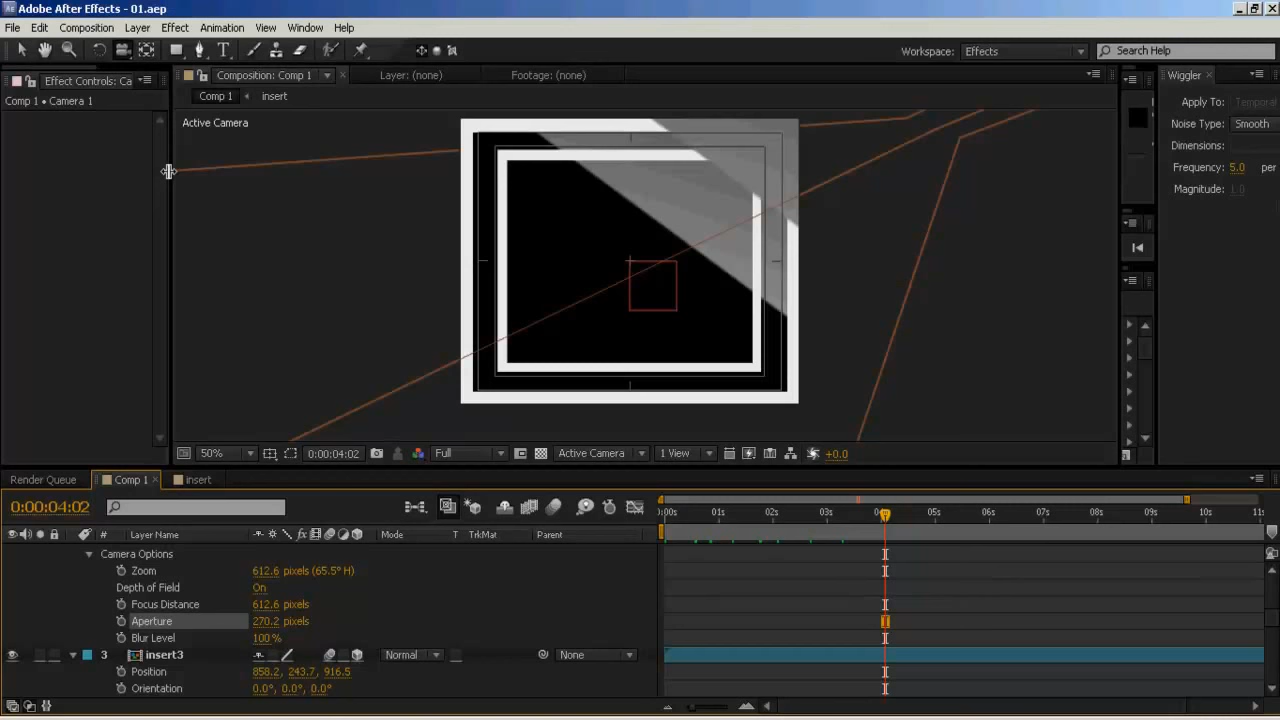 Adobe After Effects - 01.aep
File Edit Composition Layer Effect Animation View Window Help
Workspace: Effects Search Help
Effect Controls: Ca Composition: Comp 1 Layer: (none) Footage: (none) Wiggler
Comp 1 • Camera 1 Comp 1 insert Apply To: Tempora
Active Camera Noise Type: Smooth
Dimensions:
Frequency: 5.0 per
Magnitude: 1.0
50% 0:00:04:02 Full Active Camera 1 View +0.0
Render Queue Comp 1 insert
0:00:04:02
:00s 01s 02s 03s 04s 05s 06s 07s 08s 09s 10s 11s
# Layer Name Mode T TrkMat Parent
Camera Options
Zoom 612.6 pixels (65.5° H)
Depth of Field On
Focus Distance 612.6 pixels
Aperture 270.2 pixels
Blur Level 100 %
3 insert3 Normal None
Position 858.2, 243.7, 916.5
Orientation 0.0°, 0.0°, 0.0°